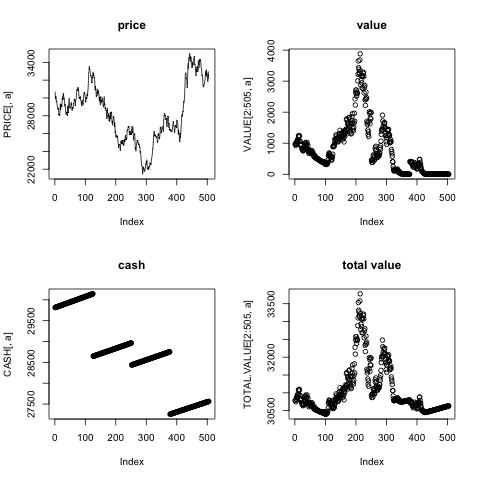 price
PRICE[, a]
22000 28000 34000
0 100 200 300 400 500
Index
value
VALUE[2:505, a]
0 1000 2000 3000 4000
0 100 200 300 400 500
Index
cash
CASH[, a]
27500 28500 29500
0 100 200 300 400 500
Index
total value
TOTAL.VALUE[2:505, a]
30500 32000 33500
0 100 200 300 400 500
Index